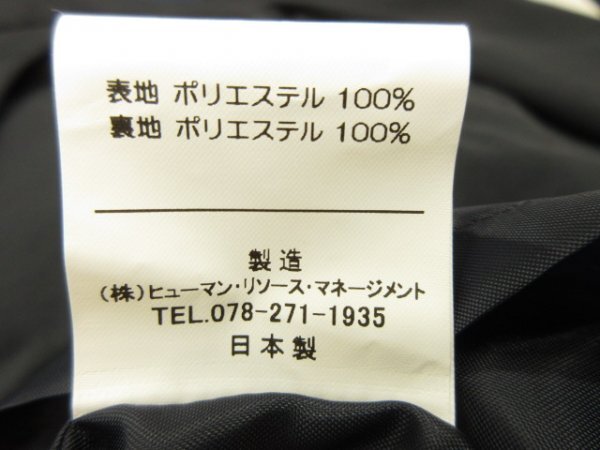 表地 ポリエステル 100%
裏地 ポリエステル 100%
製造
(株)ヒューマン・リソース・マネージメント
TEL.078-271-1935
日本製